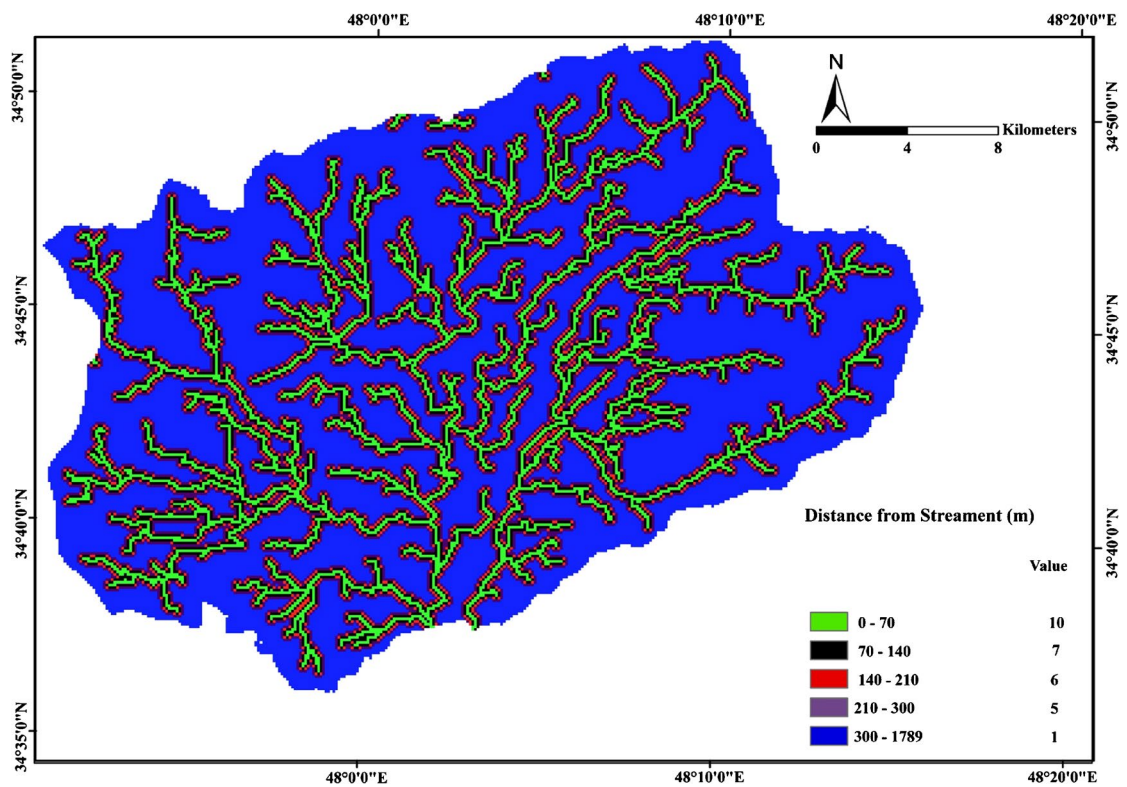 48°0'0"E 48°10'0"E 48°20'0"E
34°50'0"N
34°45'0"N
34°40'0"N
34°35'0"N
N
Kilometers
0 4 8
34°50'0"N
34°45'0"N
34°40'0"N
Distance from Streament (m)
Value
0 - 70 10
70 - 140 7
140 - 210 6
210 - 300 5
300 - 1789 1
48°0'0"E 48°10'0"E 48°20'0"E